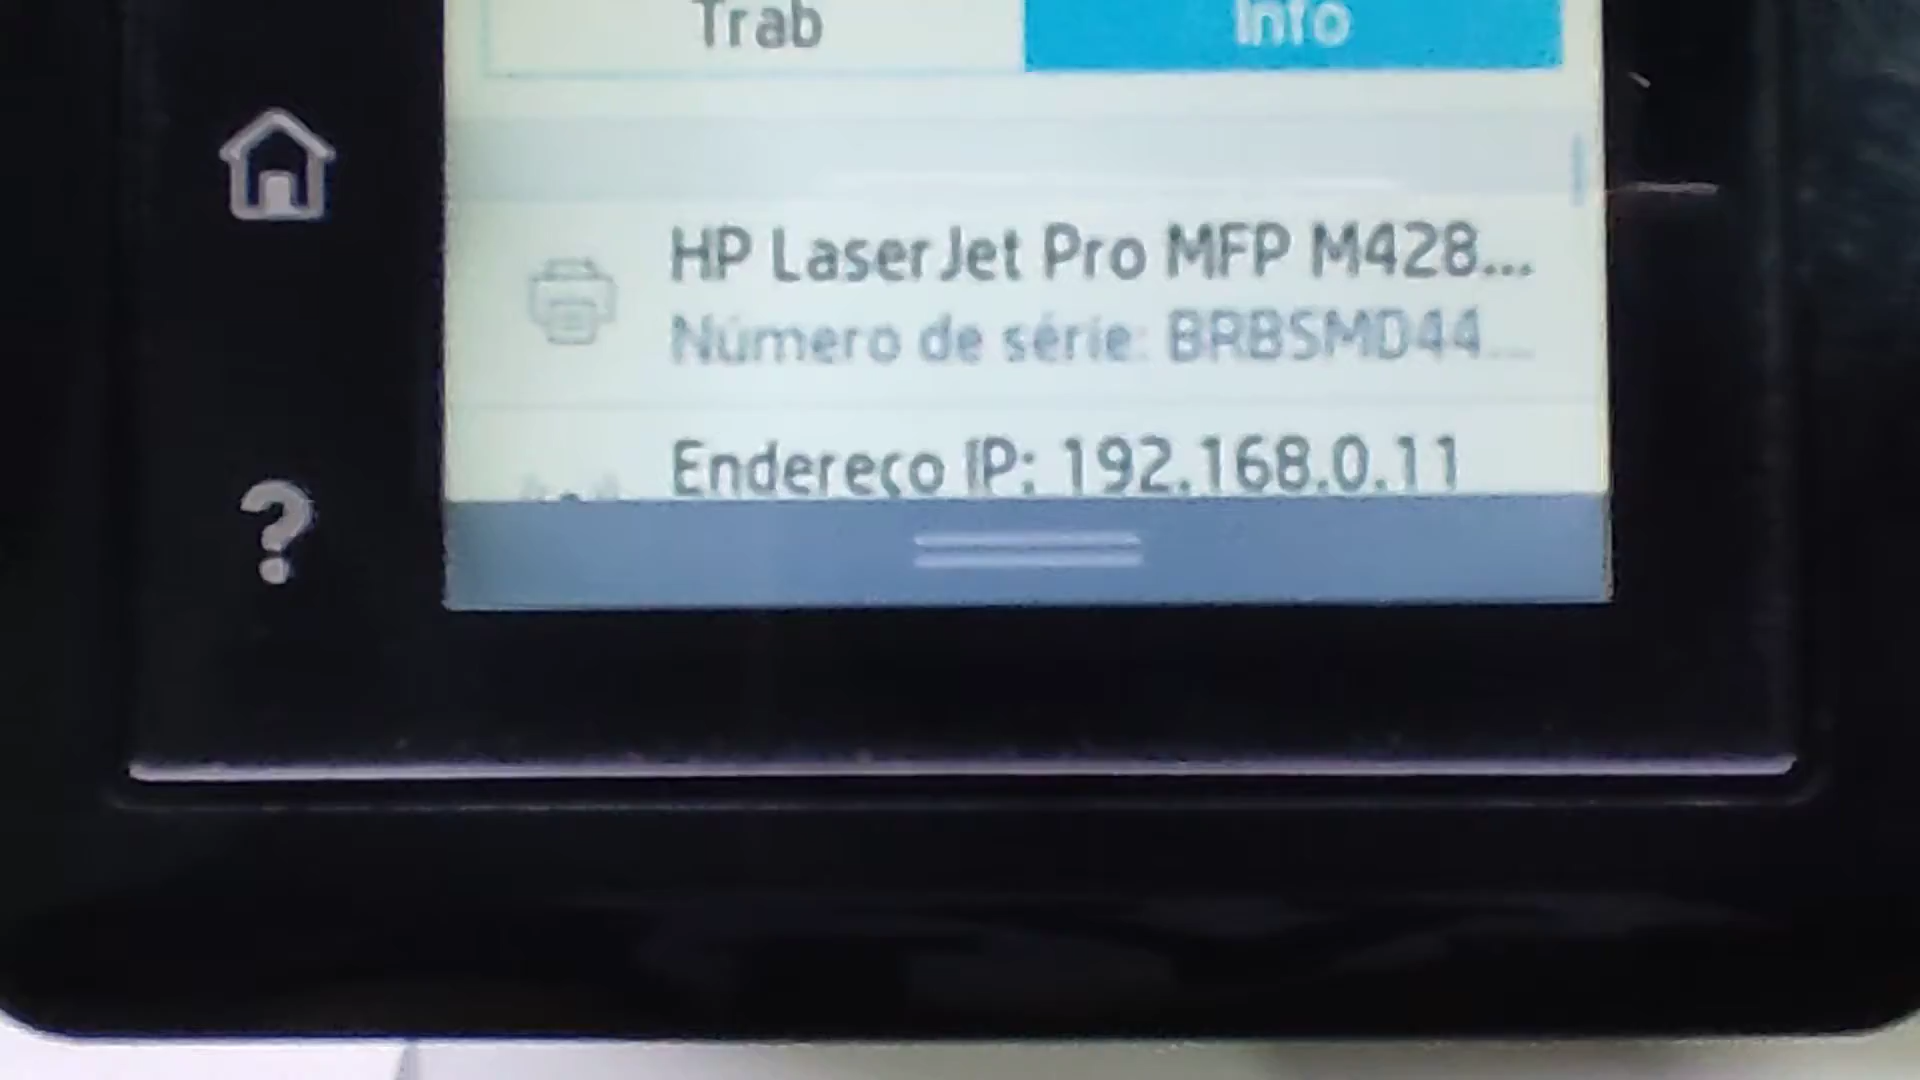 Trab
Info
HP LaserJet Pro MFP M428...
Número de série: BRBSMD44...
Endereço IP: 192.168.0.11
?